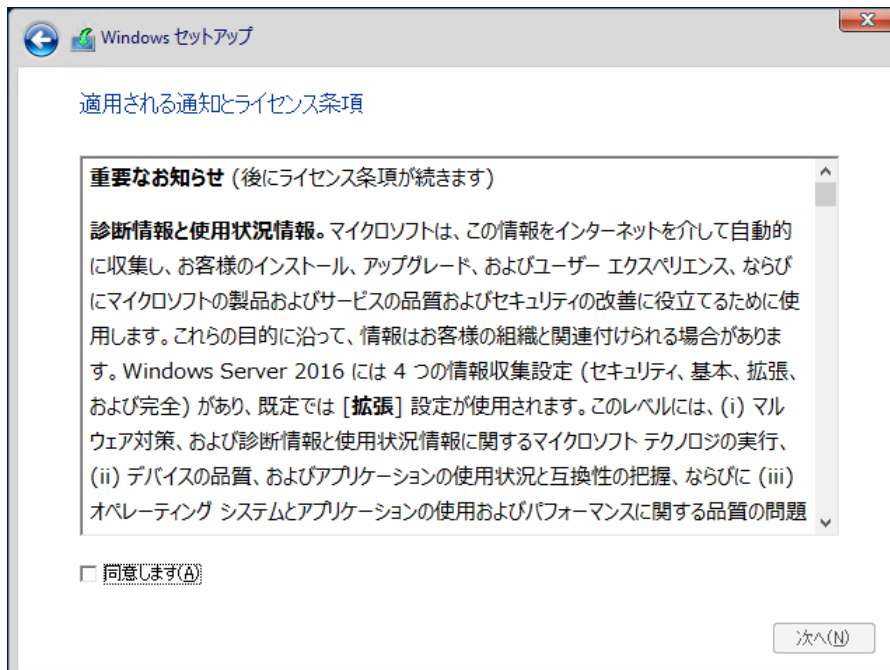 Windows セットアップ
適用される通知とライセンス条項
重要なお知らせ (後にライセンス条項が続きます)
診断情報と使用状況情報。マイクロソフトは、この情報をインターネットを介して自動的
に収集し、お客様のインストール、アップグレード、およびユーザー エクスペリエンス、ならび
にマイクロソフトの製品およびサービスの品質およびセキュリティの改善に役立てるために使
用します。これらの目的に沿って、情報はお客様の組織と関連付けられる場合がありま
す。Windows Server 2016 には 4 つの情報収集設定 (セキュリティ、基本、拡張、
および完全) があり、既定では [拡張] 設定が使用されます。このレベルには、(i) マル
ウェア対策、および診断情報と使用状況情報に関するマイクロソフト テクノロジの実行、
(ii) デバイスの品質、およびアプリケーションの使用状況と互換性の把握、ならびに (iii)
オペレーティング システムとアプリケーションの使用およびパフォーマンスに関する品質の問題
同意します(A)
次へ(N)